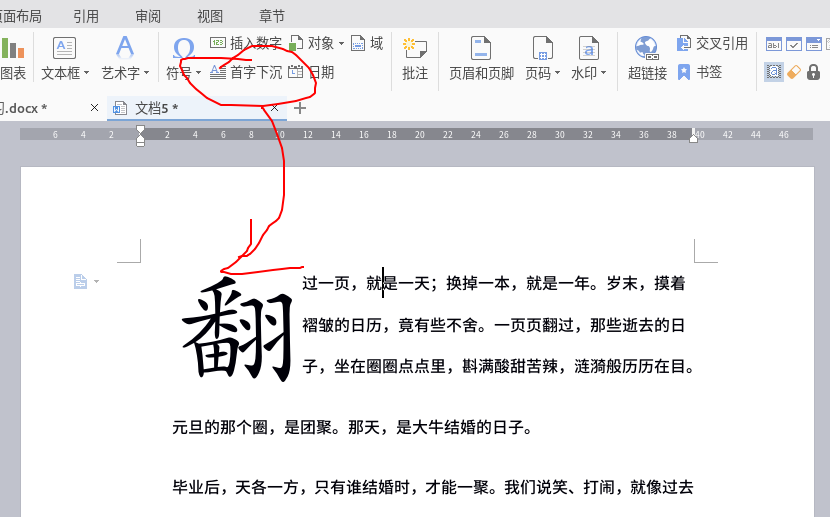 页面布局 引用 审阅 视图 章节
插入数字 对象 域 交叉引用
图表 文本框 艺术字 符号 首字下沉 日期 批注 页眉和页脚 页码 水印 超链接 书签
.docx * 文档5 *
6 4 2 2 4 6 8 10 12 14 16 18 20 22 24 26 28 30 32 34 36 38 40 42 44 46
翻过一页，就是一天；换掉一本，就是一年。岁末，摸着
褶皱的日历，竟有些不舍。一页页翻过，那些逝去的日
子，坐在圈圈点点里，斟满酸甜苦辣，涟漪般历历在目。
元旦的那个圈，是团聚。那天，是大牛结婚的日子。
毕业后，天各一方，只有谁结婚时，才能一聚。我们说笑、打闹，就像过去